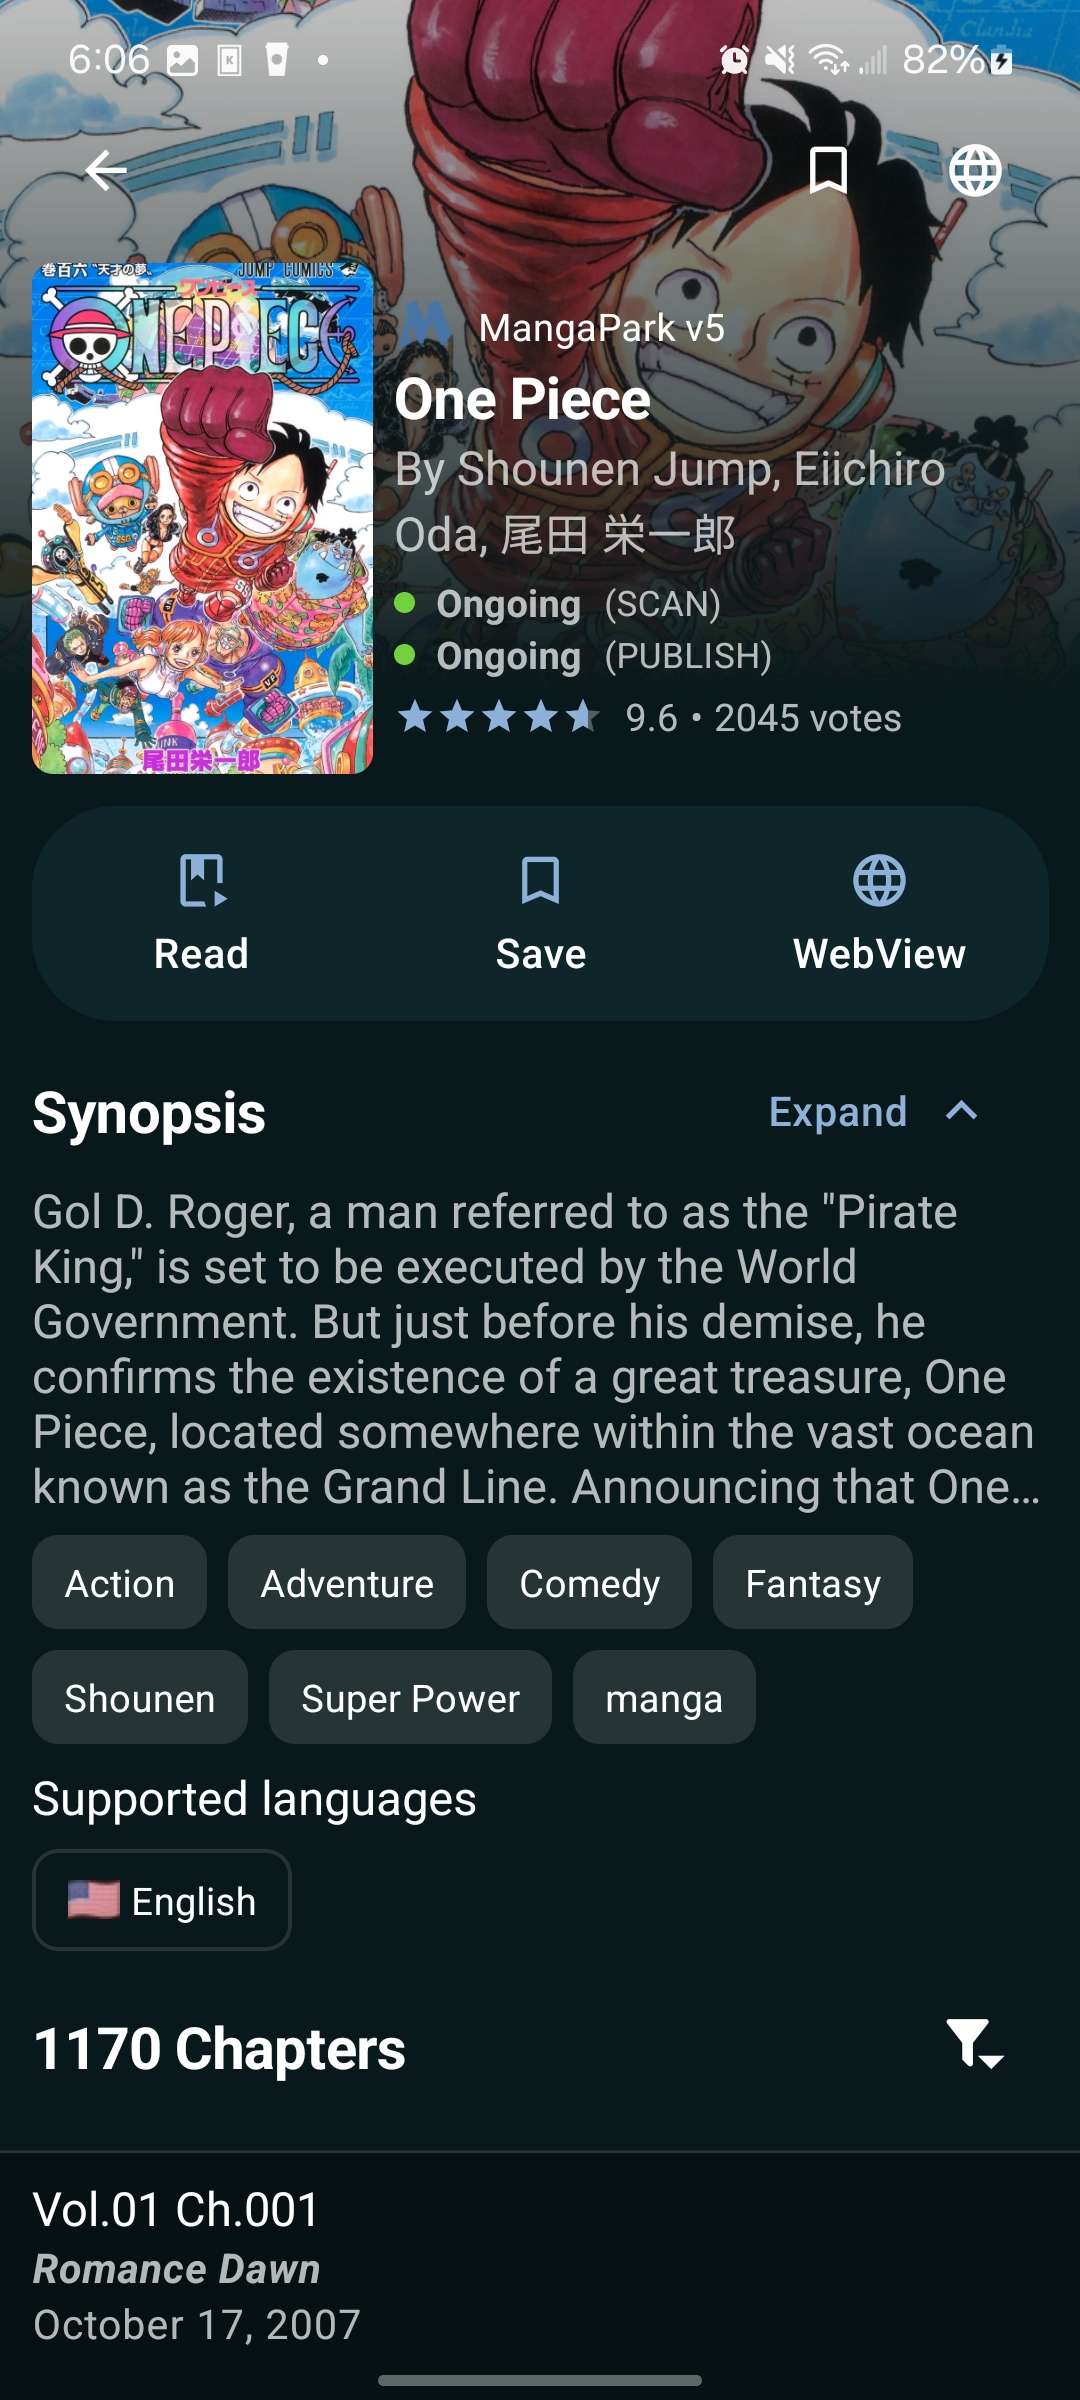 6:06
82%
巻百六 "天才の夢"
JUMP COMICS
ワンピース
ONE PIECE
尾田栄一郎
MangaPark v5
One Piece
By Shounen Jump, Eiichiro
Oda, 尾田 栄一郎
Ongoing (SCAN)
Ongoing (PUBLISH)
9.6 • 2045 votes
Read
Save
WebView
Synopsis
Expand
Gol D. Roger, a man referred to as the "Pirate
King," is set to be executed by the World
Government. But just before his demise, he
confirms the existence of a great treasure, One
Piece, located somewhere within the vast ocean
known as the Grand Line. Announcing that One...
Action
Adventure
Comedy
Fantasy
Shounen
Super Power
manga
Supported languages
English
1170 Chapters
Vol.01 Ch.001
Romance Dawn
October 17, 2007